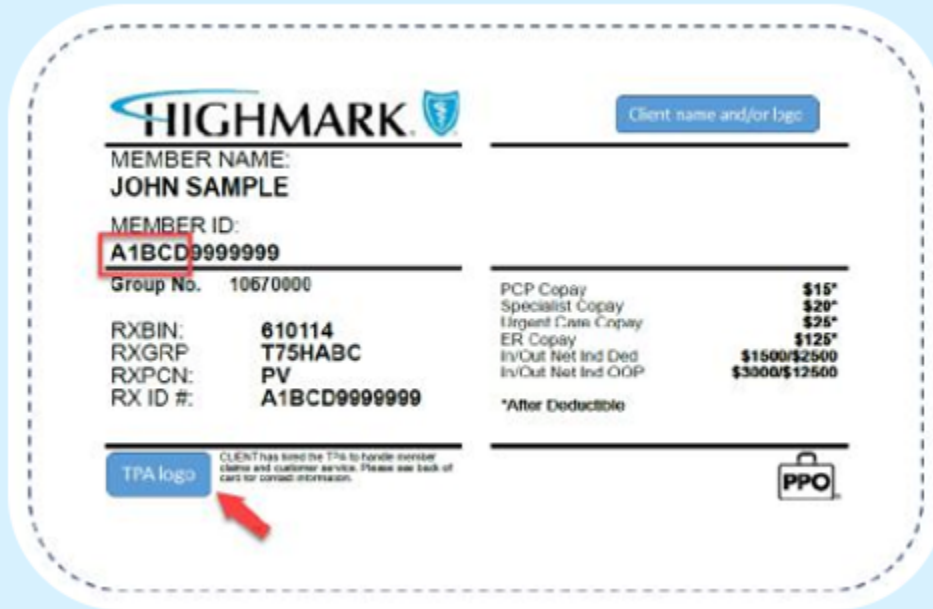 HIGHMARK.
Client name and/or logo
MEMBER NAME:
JOHN SAMPLE
MEMBER ID:
A1BCD9999999
Group No. 10670000
RXBIN: 610114
RXGRP T75HABC
RXPCN: PV
RX ID #: A1BCD9999999
PCP Copay $15*
Specialist Copay $20*
Urgent Care Copay $25*
ER Copay $125*
In/Out Net Ind Ded $1500/$2500
In/Out Net Ind OOP $3000/$12500
*After Deductible
TPA logo
CLIENT has hired the TPA to handle member
claims and customer service. Please see back of
card for contact information.
PPO